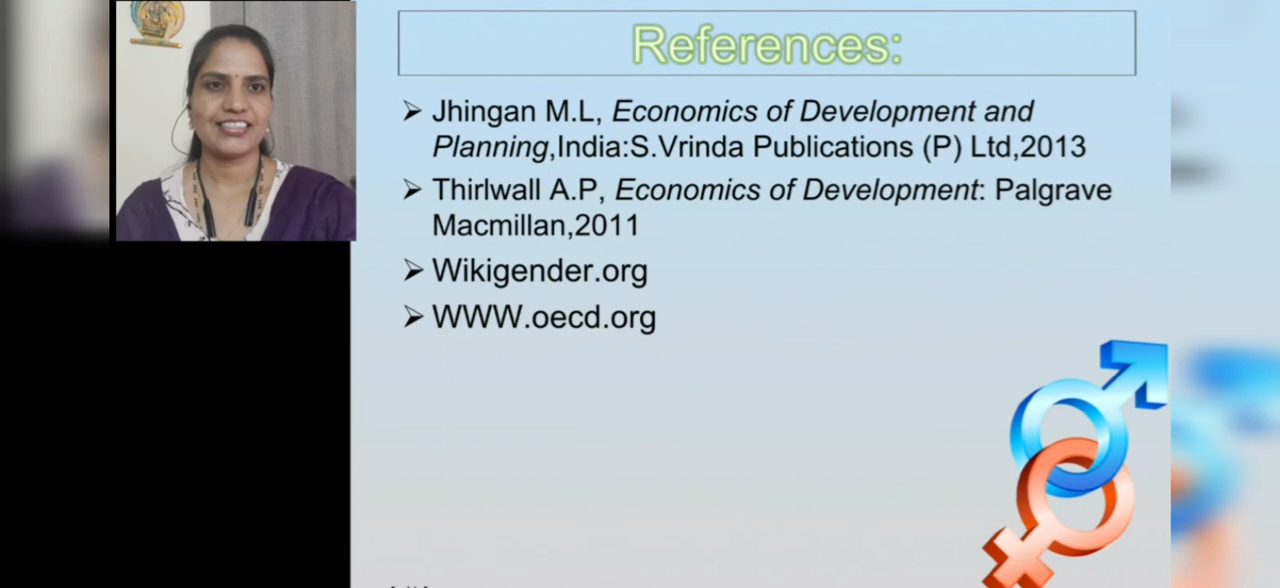 References:
➢ Jhingan M.L, Economics of Development and
Planning,India:S.Vrinda Publications (P) Ltd,2013
➢ Thirlwall A.P, Economics of Development: Palgrave
Macmillan,2011
➢ Wikigender.org
➢ WWW.oecd.org